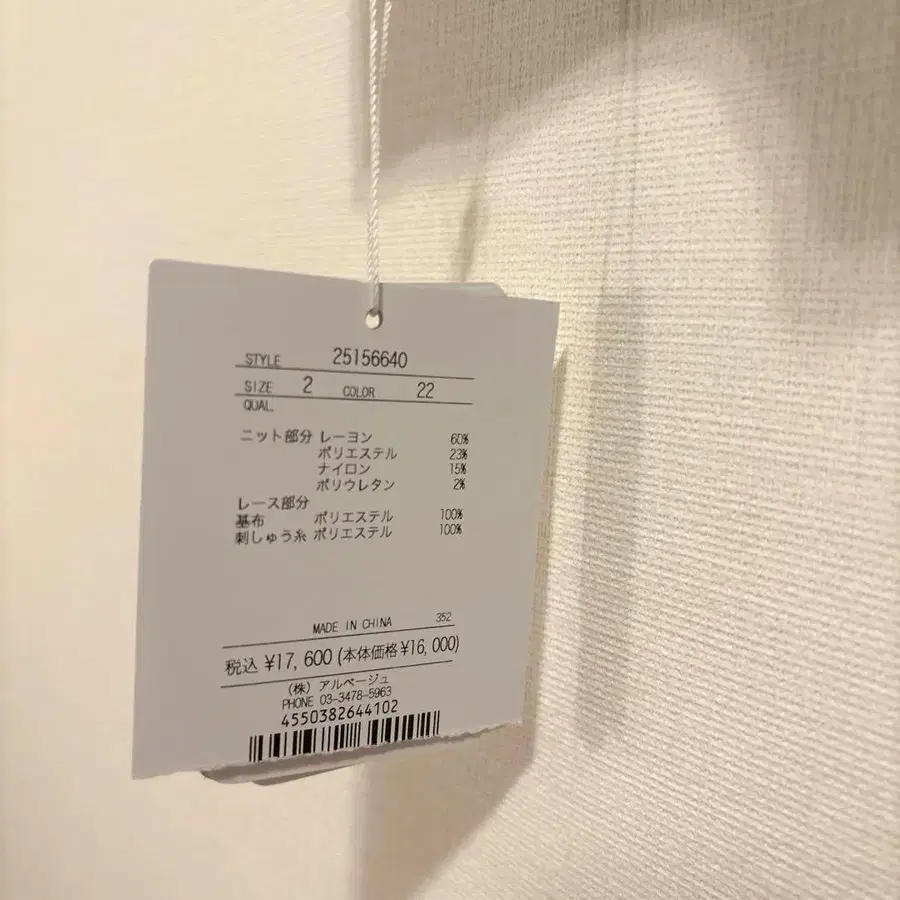 STYLE 25156640
SIZE 2 COLOR 22
QUAL.
ニット部分 レーヨン 60%
ポリエステル 23%
ナイロン 15%
ポリウレタン 2%
レース部分
基布 ポリエステル 100%
刺しゅう糸 ポリエステル 100%
MADE IN CHINA 352
税込 ¥17,600 (本体価格¥16,000)
(株) アルページュ
PHONE 03-3478-5963
4550382644102